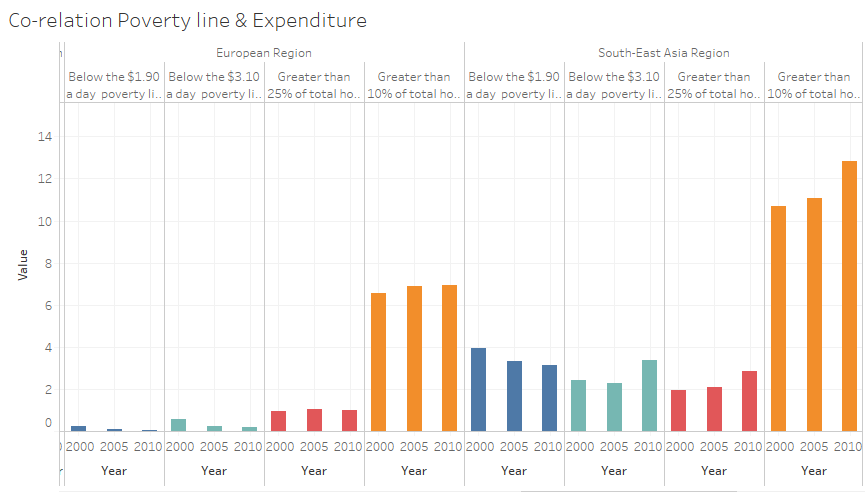 Co-relation Poverty line & Expenditure
European Region South-East Asia Region
Below the $1.90 Below the $3.10 Greater than Greater than Below the $1.90 Below the $3.10 Greater than Greater than
a day poverty li.. a day poverty li.. 25% of total ho.. 10% of total ho.. a day poverty li.. a day poverty li.. 25% of total ho.. 10% of total ho..
14
12
10
8
6
4
2
0
Value
2000 2005 2010 2000 2005 2010 2000 2005 2010 2000 2005 2010 2000 2005 2010 2000 2005 2010 2000 2005 2010 2000 2005 2010
Year Year Year Year Year Year Year Year